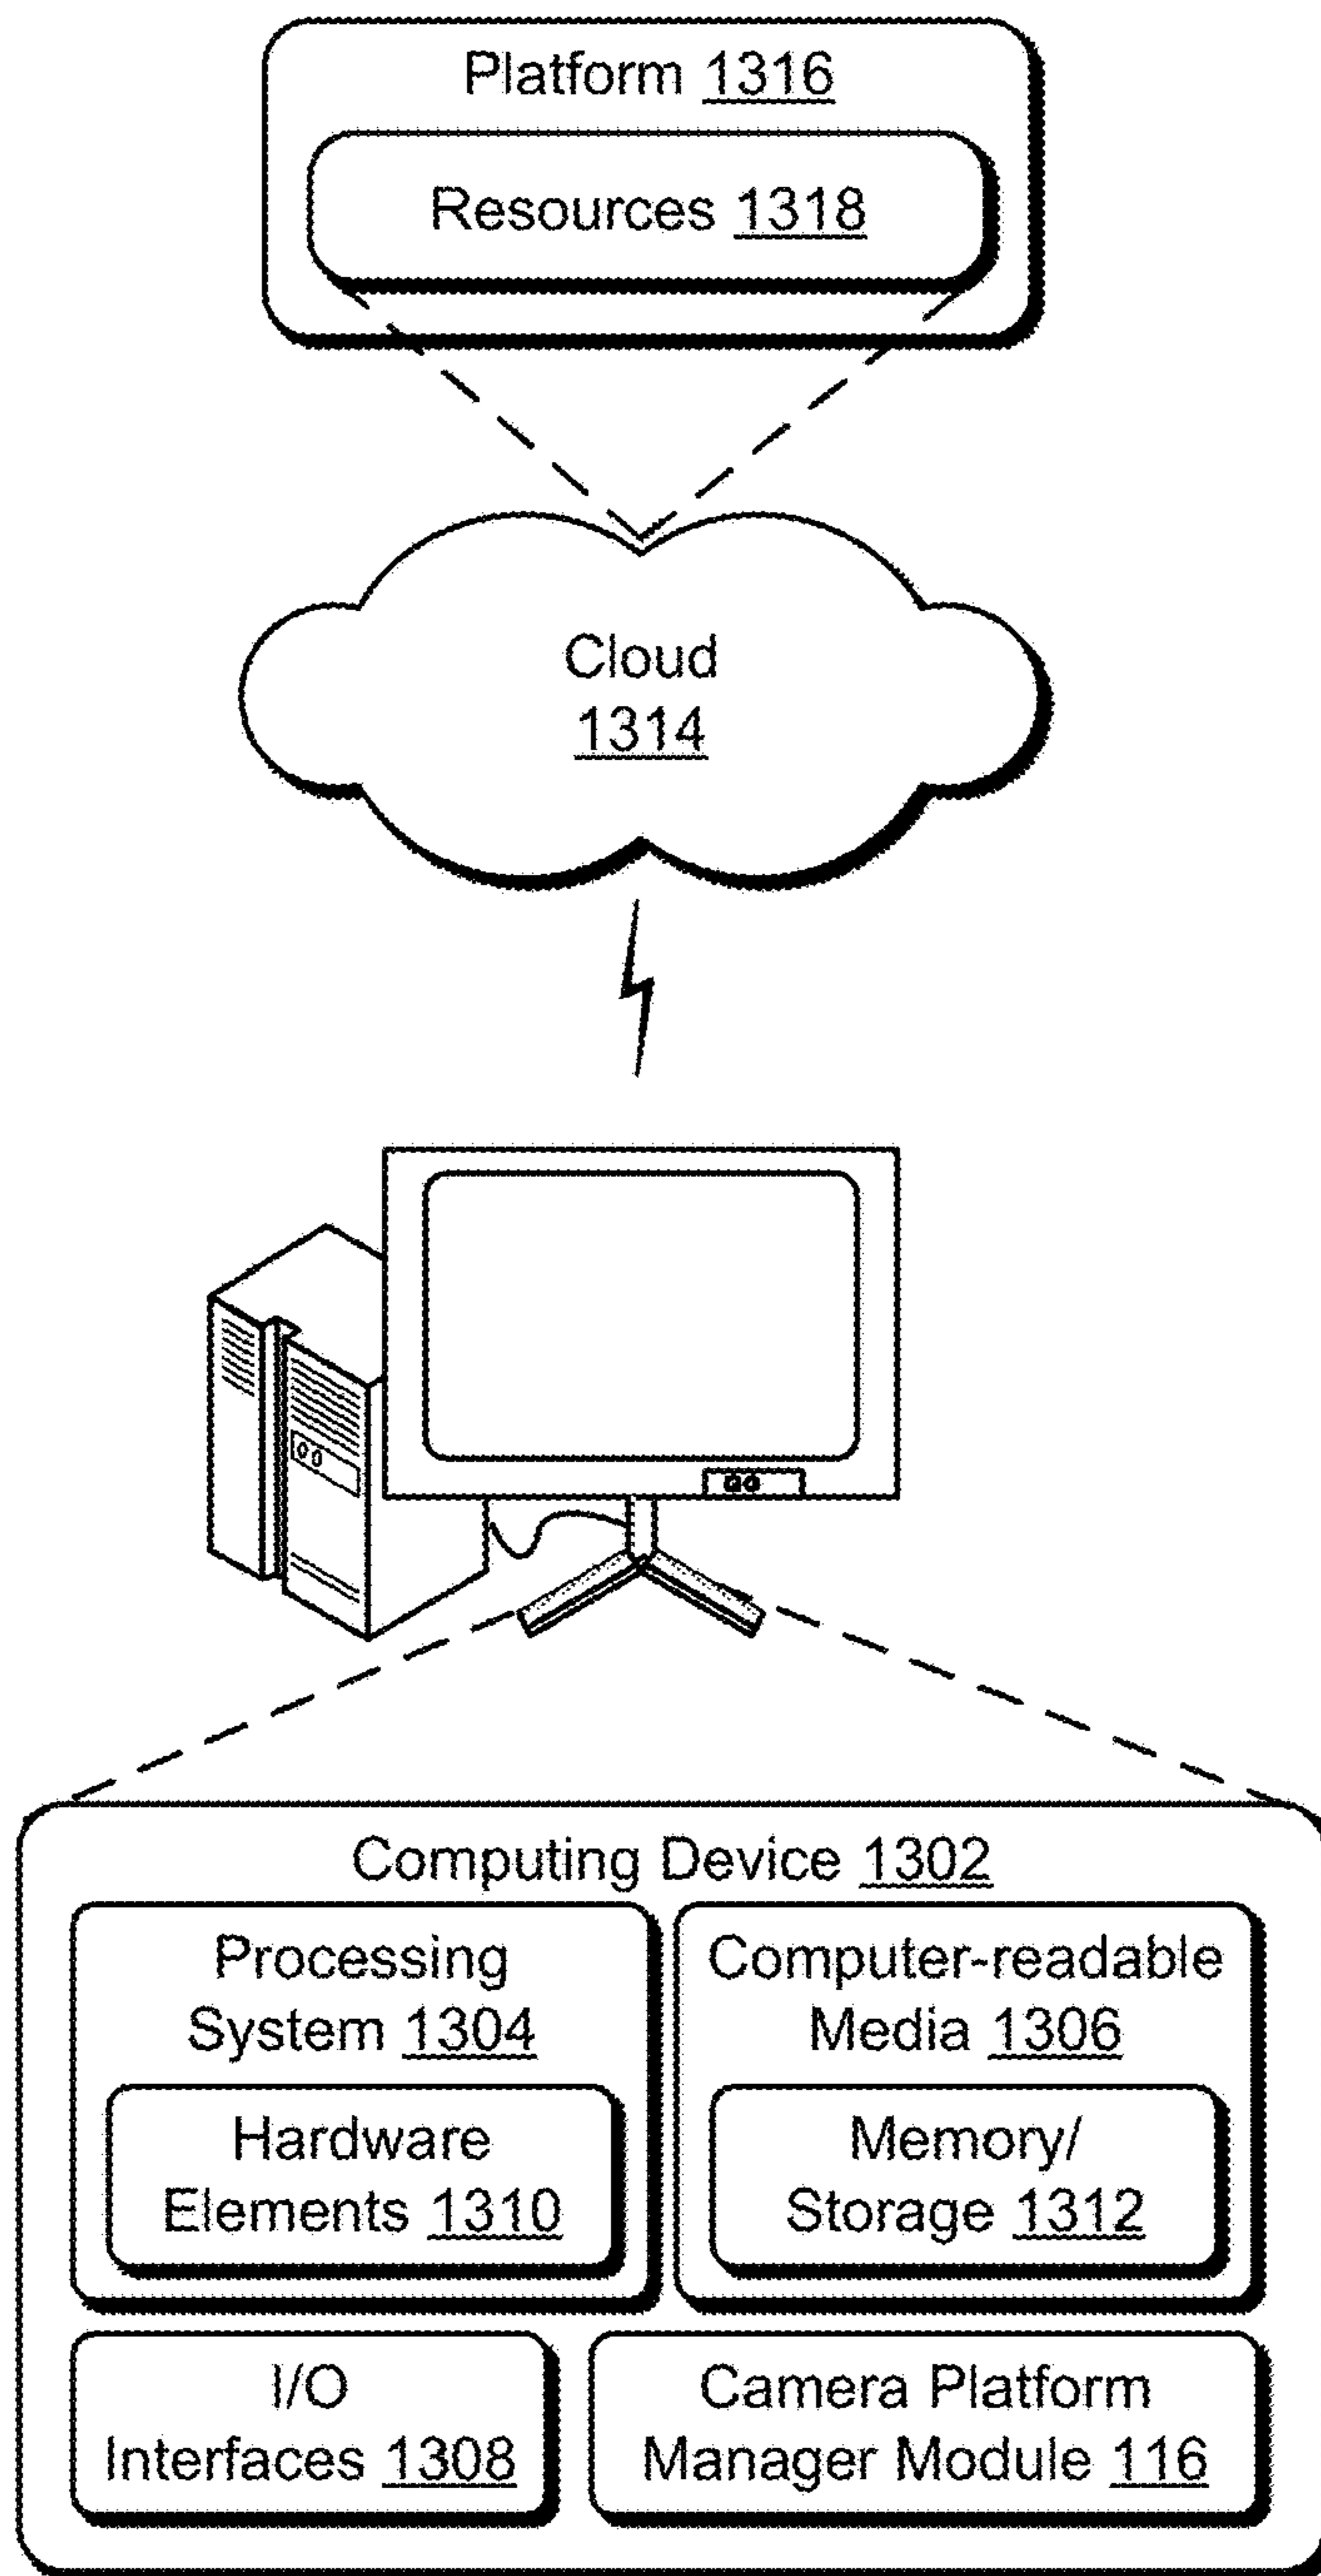 Platform 1316
Resources 1318
Cloud
1314
Computing Device 1302
Processing
System 1304
Hardware
Elements 1310
Computer-readable
Media 1306
Memory/
Storage 1312
I/O
Interfaces 1308
Camera Platform
Manager Module 116